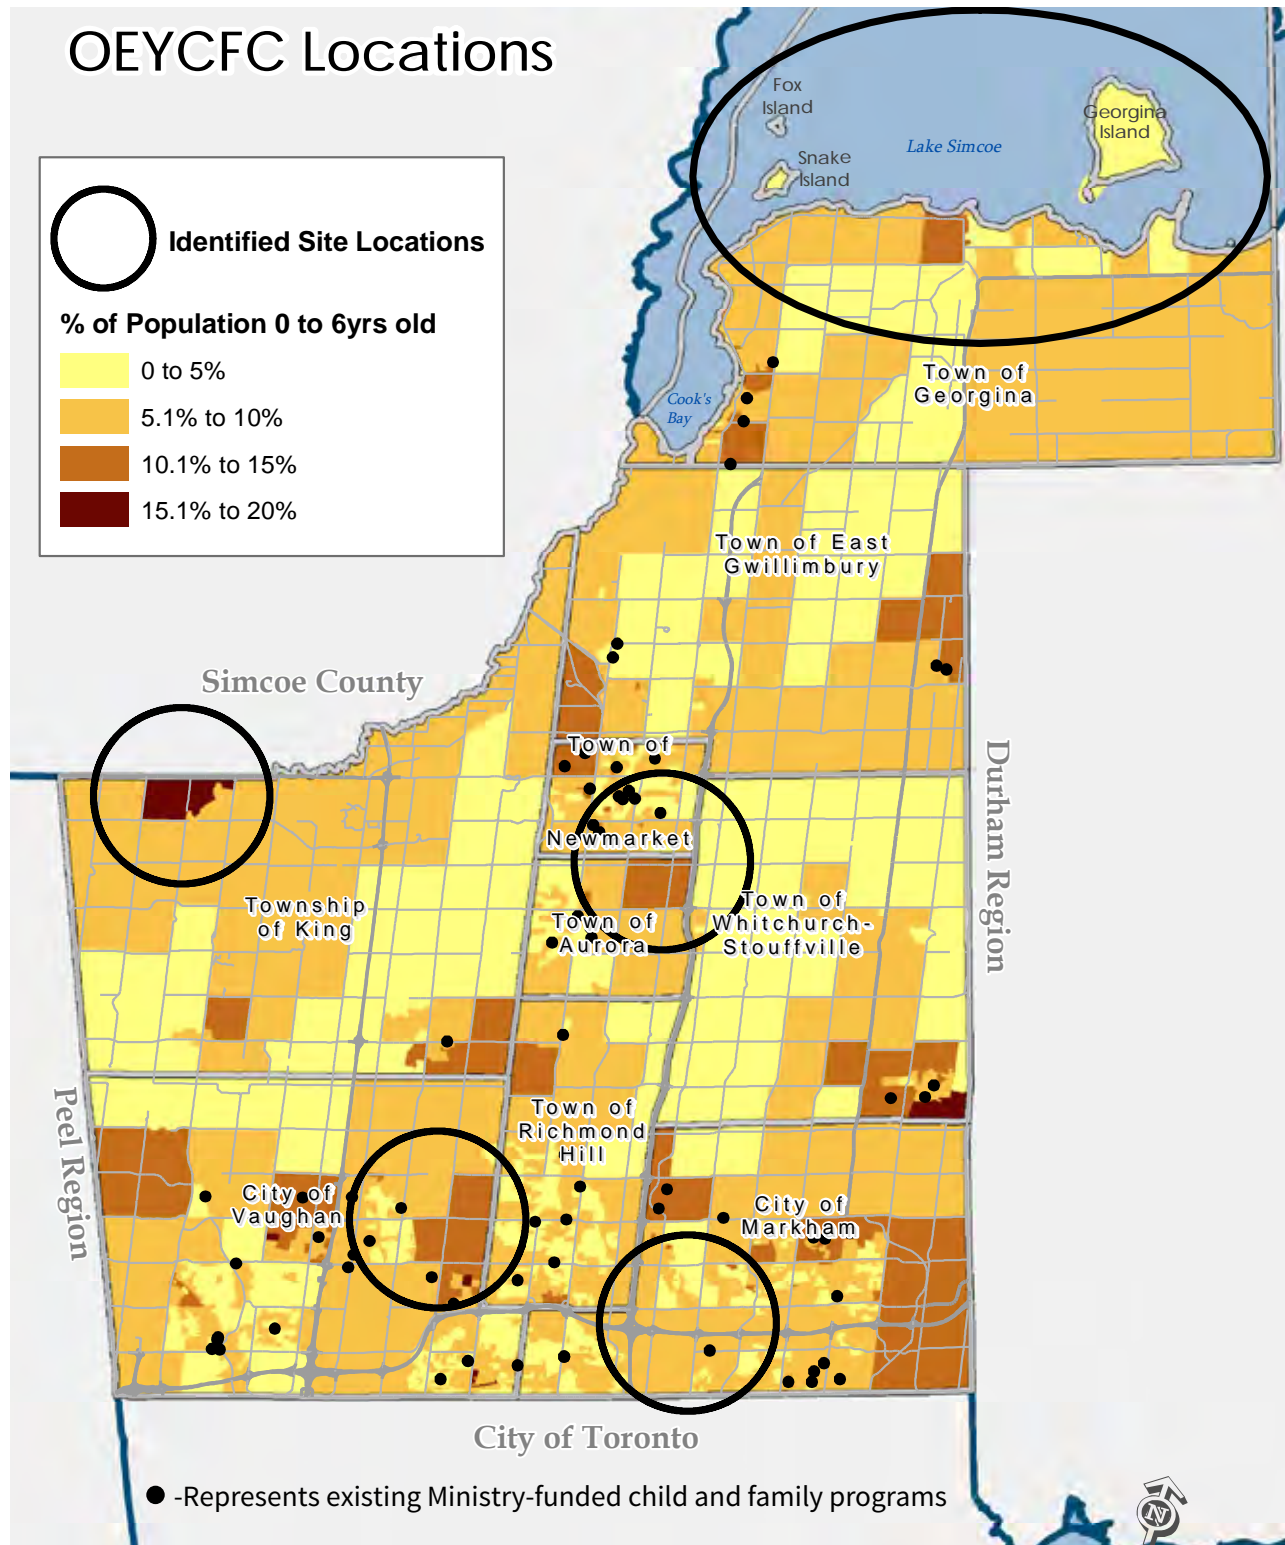 OEYCFC Locations
Fox
Island
Georgina
Island
Lake Simcoe
Snake
Island
Identified Site Locations
% of Population 0 to 6yrs old
0 to 5%
5.1% to 10%
10.1% to 15%
15.1% to 20%
Cook's
Bay
Town of
Georgina
Town of East
Gwillimbury
Simcoe County
Town of
Newmarket
Durham Region
Township
of King
Town of
Aurora
Town of
Whitchurch-
Stouffville
Peel Region
Town of
Richmond
Hill
City of
Vaughan
City of
Markham
City of Toronto
-Represents existing Ministry-funded child and family programs
N